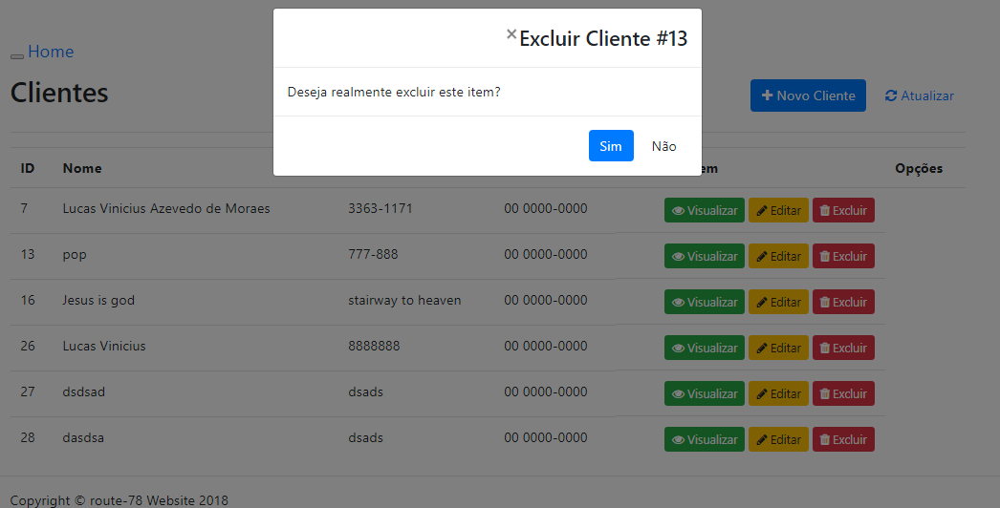 × Excluir Cliente #13
Deseja realmente excluir este item?
Sim Não
Home
Clientes
Novo Cliente Atualizar
ID Nome Opções
7 Lucas Vinicius Azevedo de Moraes 3363-1171 00 0000-0000 Visualizar Editar Excluir
13 pop 777-888 00 0000-0000 Visualizar Editar Excluir
16 Jesus is god stairway to heaven 00 0000-0000 Visualizar Editar Excluir
26 Lucas Vinicius 8888888 00 0000-0000 Visualizar Editar Excluir
27 dsdsad dsads 00 0000-0000 Visualizar Editar Excluir
28 dasdsa dsads 00 0000-0000 Visualizar Editar Excluir
Copyright © route-78 Website 2018